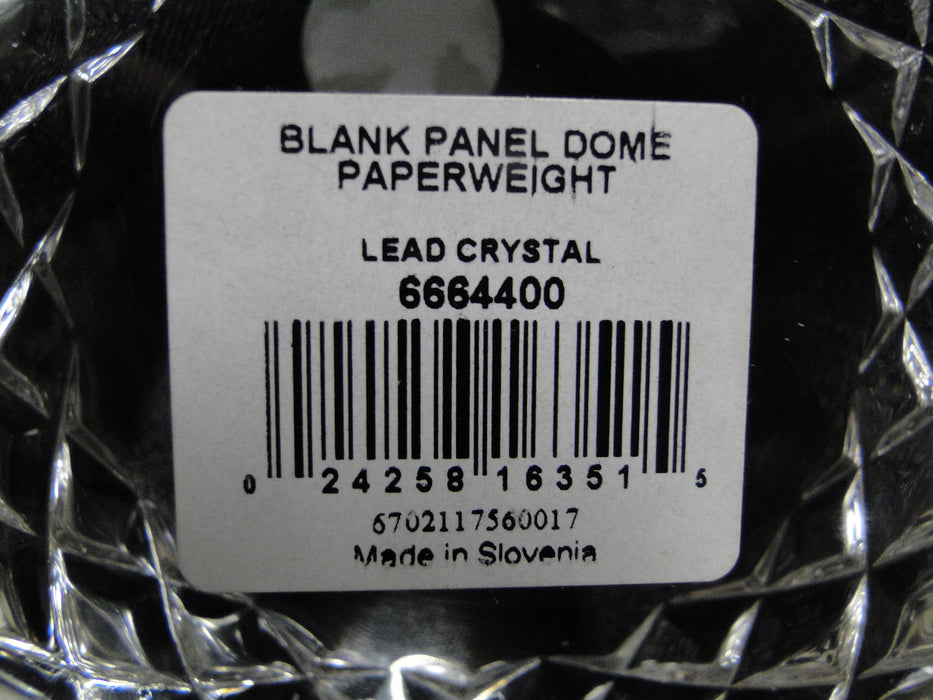 BLANK PANEL DOME
PAPERWEIGHT
LEAD CRYSTAL
6664400
0 24258 16351 5
6702117560017
Made in Slovenia